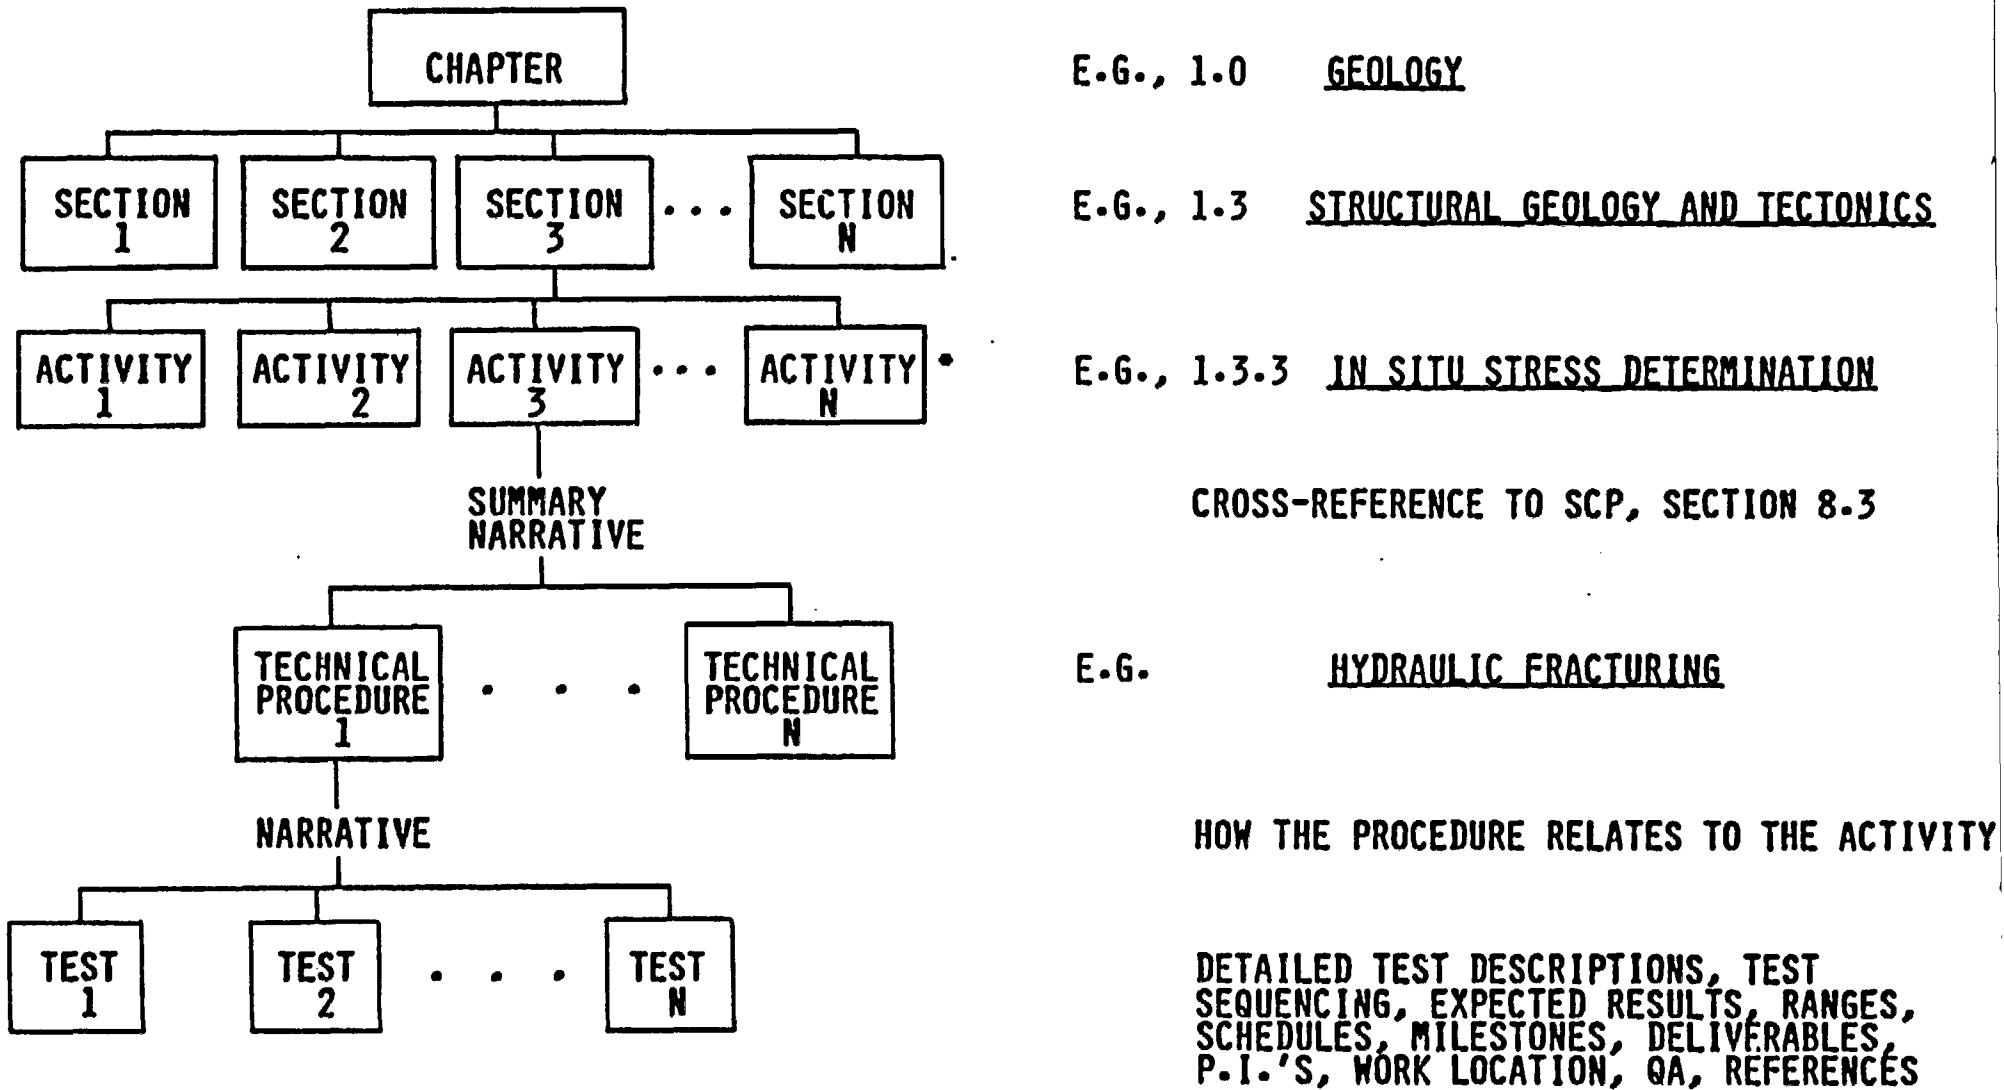 CHAPTER
E.G., 1.0 GEOLOGY
SECTION 1
SECTION 2
SECTION 3
...
SECTION N
E.G., 1.3 STRUCTURAL GEOLOGY AND TECTONICS
ACTIVITY 1
ACTIVITY 2
ACTIVITY 3
...
ACTIVITY N
E.G., 1.3.3 IN SITU STRESS DETERMINATION
SUMMARY
NARRATIVE
CROSS-REFERENCE TO SCP, SECTION 8.3
TECHNICAL
PROCEDURE
1
. . .
TECHNICAL
PROCEDURE
N
E.G. HYDRAULIC FRACTURING
NARRATIVE
HOW THE PROCEDURE RELATES TO THE ACTIVITY
TEST
1
TEST
2
. . .
TEST
N
DETAILED TEST DESCRIPTIONS, TEST
SEQUENCING, EXPECTED RESULTS, RANGES,
SCHEDULES, MILESTONES, DELIVERABLES,
P.I.'S, WORK LOCATION, QA, REFERENCES